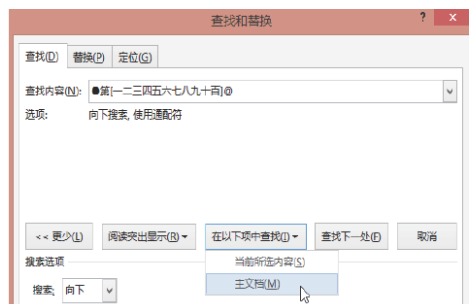 查找和替换 ? x
查找(D) 替换(P) 定位(G)
查找内容(N): ●第[一二三四五六七八九十百]@
选项: 向下搜索, 使用通配符
<< 更少(L) 阅读突出显示(R) 在以下项中查找(I) 查找下一处(F) 取消
搜索选项 当前所选内容(S)
搜索; 向下 主文档(M)